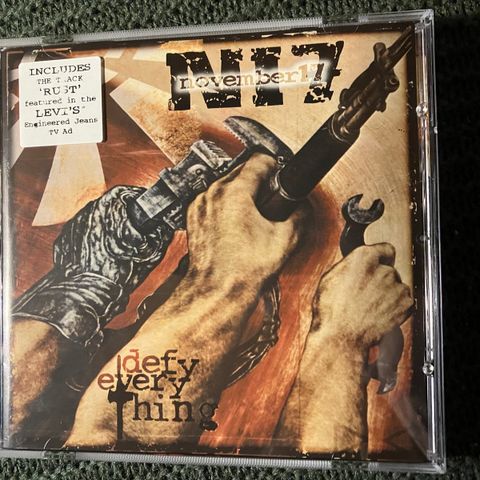 INCLUDES
THE TRACK
'RUST'
featured in the
LEVI'S
Engineered Jeans
TV Ad
N17
november17
defy
every
thing